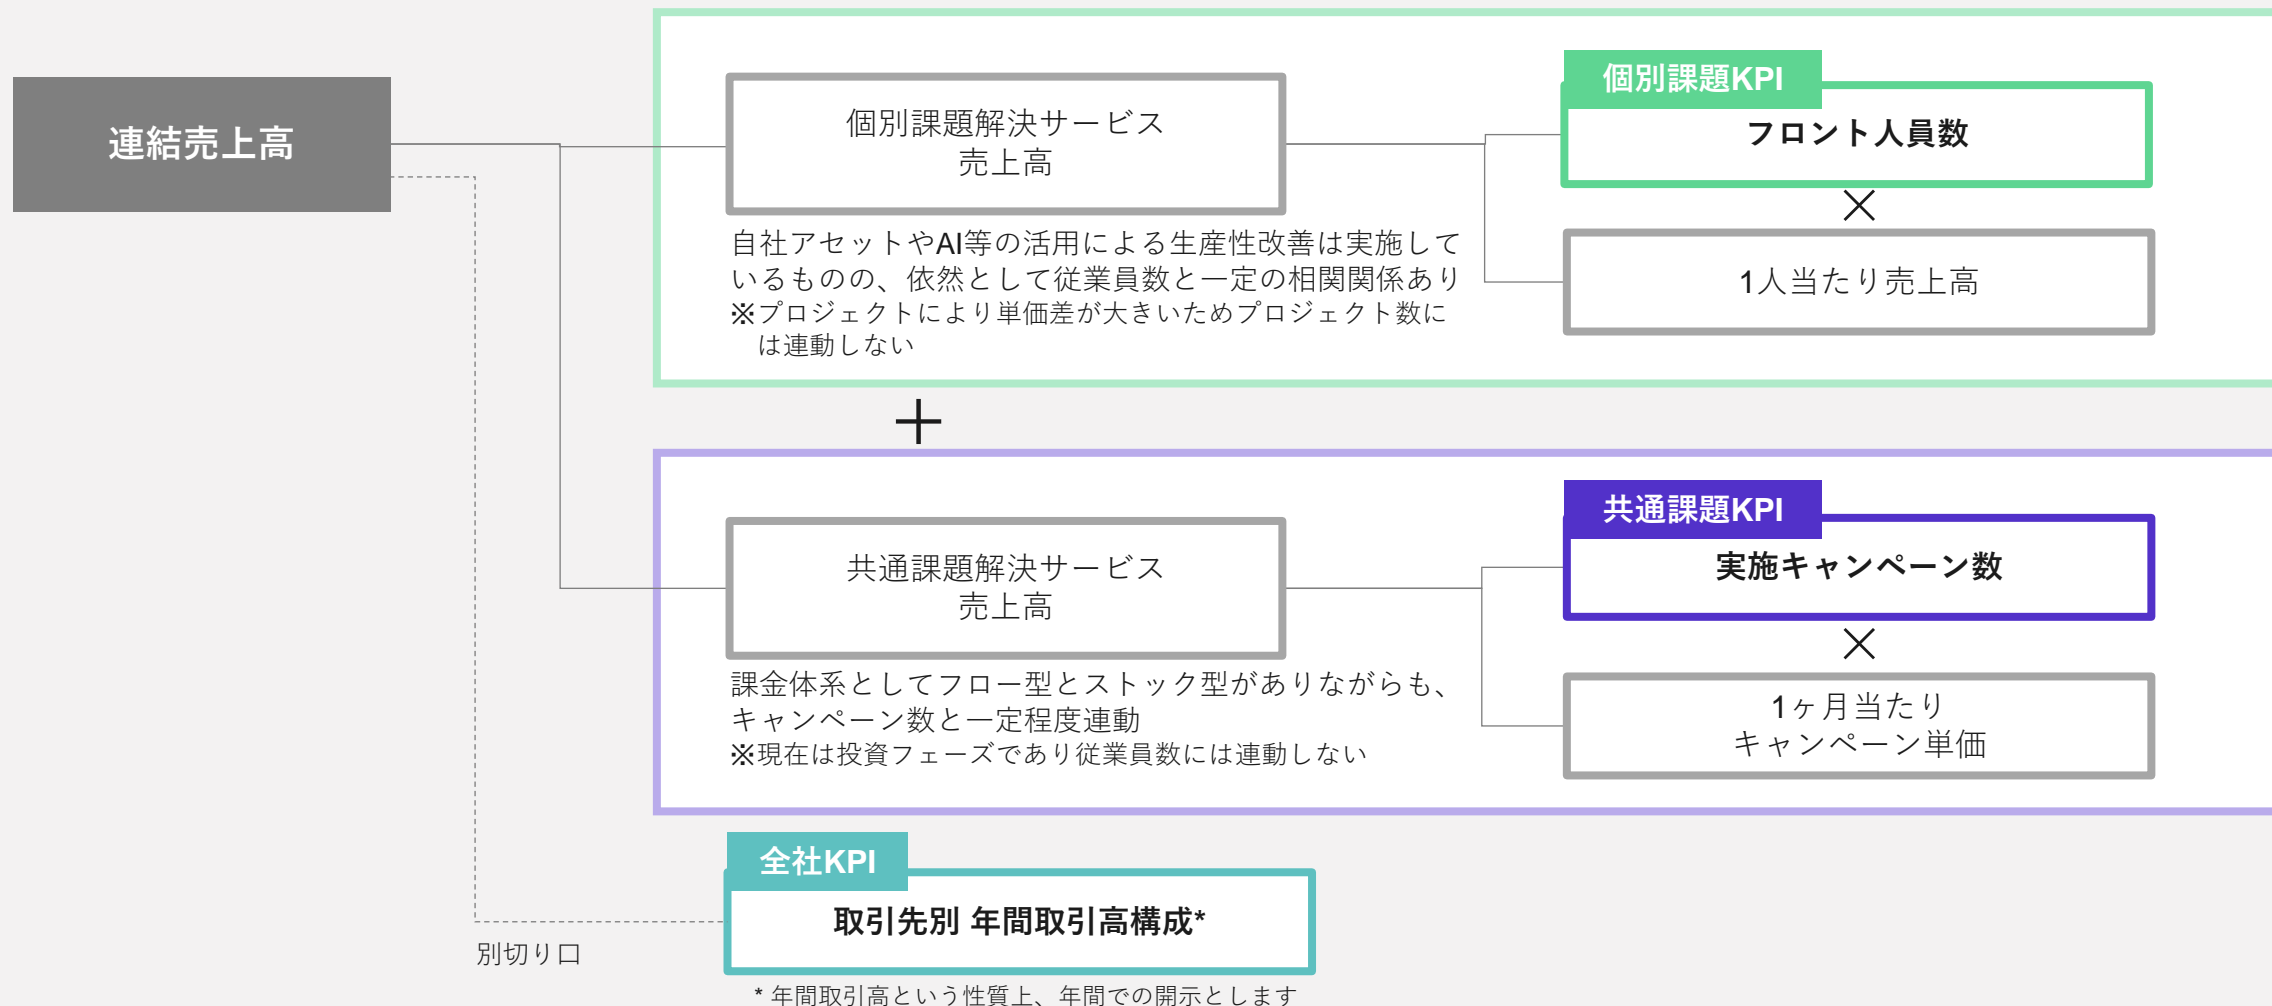 連結売上高
個別課題解決サービス
売上高
個別課題KPI
フロント人員数
×
1人当たり売上高
自社アセットやAI等の活用による生産性改善は実施して
いるものの、依然として従業員数と一定の相関関係あり
※プロジェクトにより単価差が大きいためプロジェクト数に
は連動しない
+
共通課題解決サービス
売上高
共通課題KPI
実施キャンペーン数
×
1ヶ月当たり
キャンペーン単価
課金体系としてフロー型とストック型がありながらも、
キャンペーン数と一定程度連動
※現在は投資フェーズであり従業員数には連動しない
全社KPI
取引先別 年間取引高構成*
別切り口
* 年間取引高という性質上、年間での開示とします